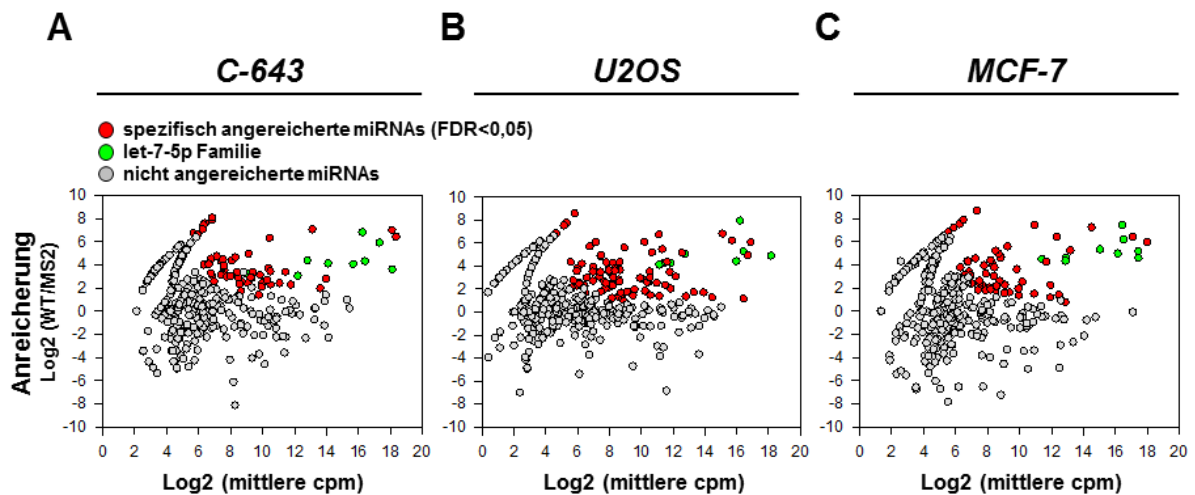 A B C
C-643 U2OS MCF-7
spezifisch angereicherte miRNAs (FDR<0,05)
let-7-5p Familie
nicht angereicherte miRNAs
Anreicherung
Log2 (WT/MS2)
10 10 10
8 8 8
6 6 6
4 4 4
2 2 2
0 0 0
-2 -2 -2
-4 -4 -4
-6 -6 -6
-8 -8 -8
-10 -10 -10
0 2 4 6 8 10 12 14 16 18 20 0 2 4 6 8 10 12 14 16 18 20 0 2 4 6 8 10 12 14 16 18 20
Log2 (mittlere cpm) Log2 (mittlere cpm) Log2 (mittlere cpm)